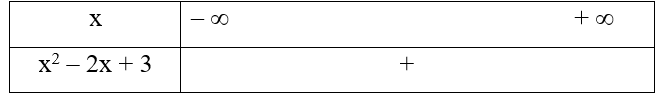 x – ∞ + ∞
x² – 2x + 3 +